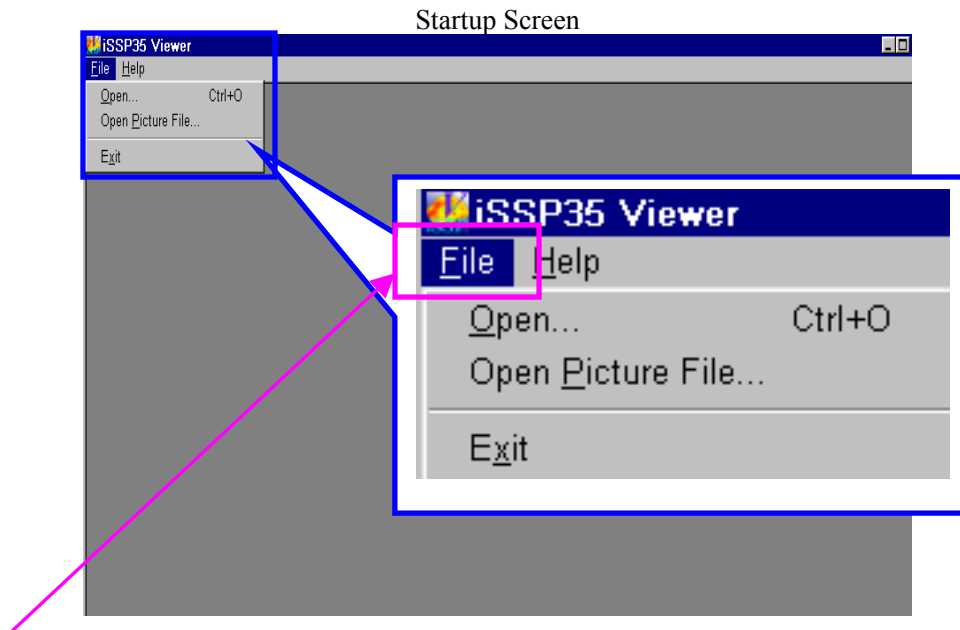 Startup Screen
iSSP35 Viewer
File Help
Open... Ctrl+O
Open Picture File...
Exit
iSSP35 Viewer
File Help
Open... Ctrl+O
Open Picture File...
Exit